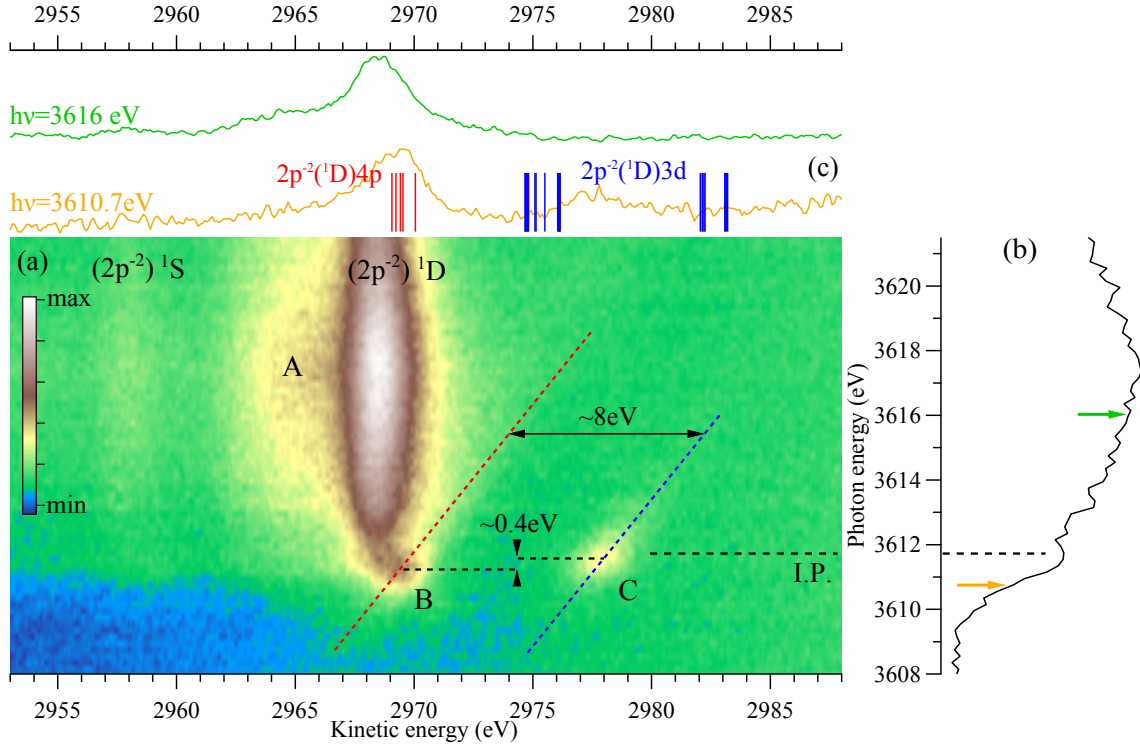 2955 2960 2965 2970 2975 2980 2985
hν=3616 eV
hν=3610.7eV
2p⁻²(¹D)4p
2p⁻²(¹D)3d
(c)
(a)
(2p⁻²) ¹S
(2p⁻²) ¹D
max
min
A
~8eV
~0.4eV
B
C
I.P.
(b)
3620
3618
3616
3614
3612
3610
3608
Photon energy (eV)
2955 2960 2965 2970 2975 2980 2985
Kinetic energy (eV)